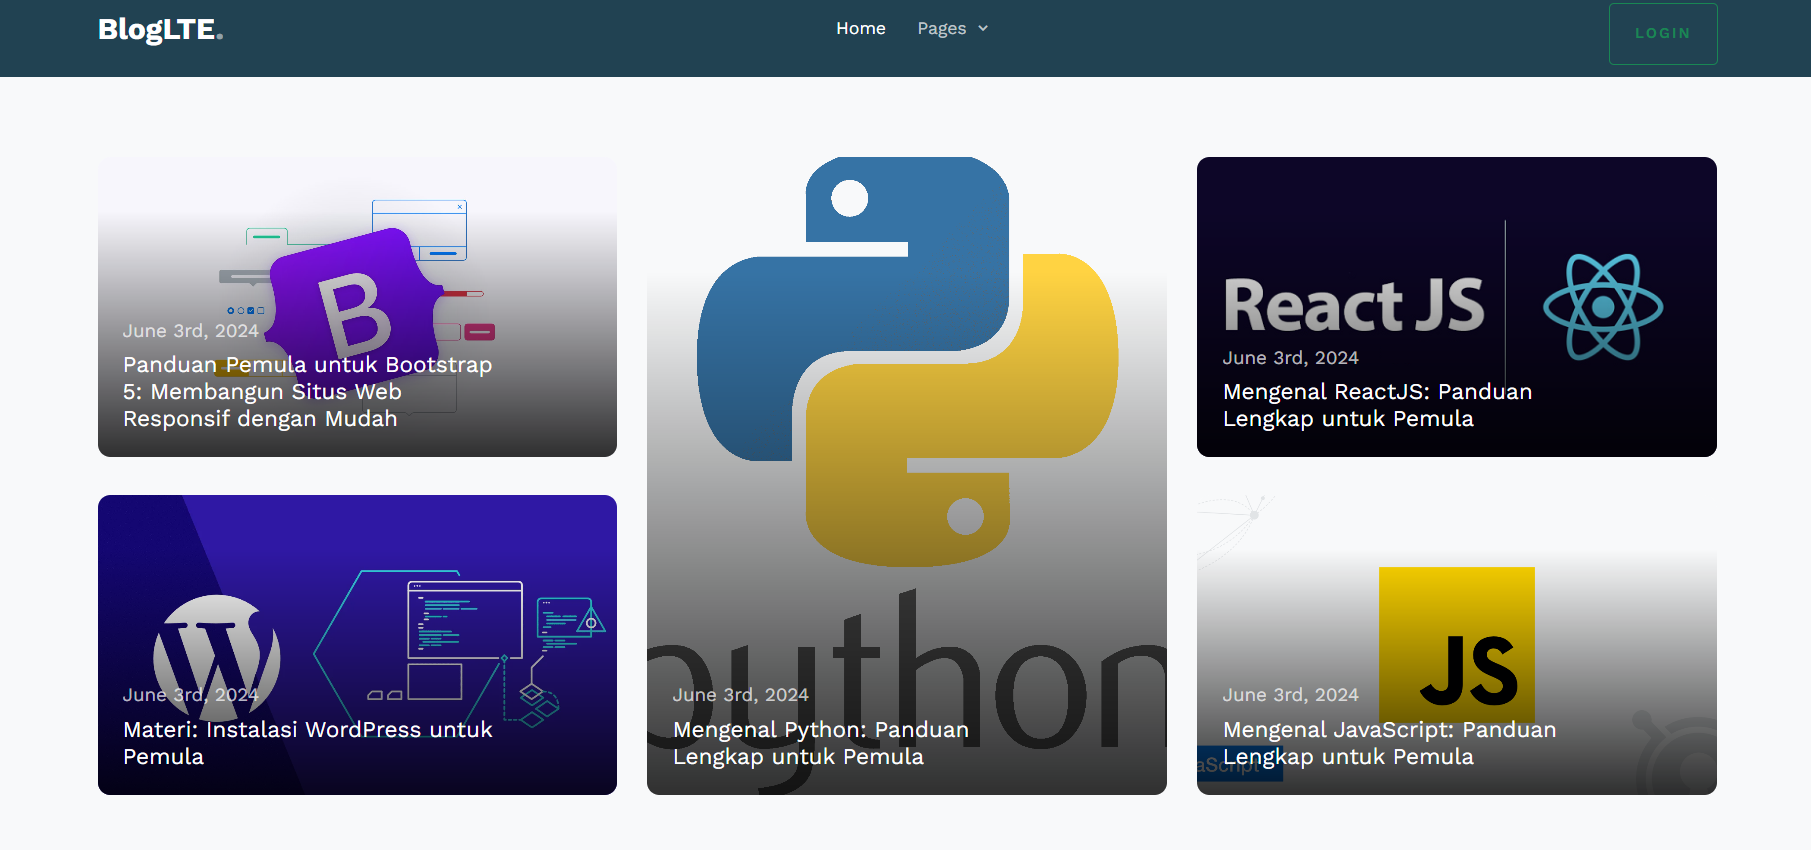 BlogLTE.
Home
Pages
LOGIN
B
June 3rd, 2024
Panduan Pemula untuk Bootstrap
5: Membangun Situs Web
Responsif dengan Mudah
W
June 3rd, 2024
Materi: Instalasi WordPress untuk
Pemula
python
June 3rd, 2024
Mengenal Python: Panduan
Lengkap untuk Pemula
React JS
June 3rd, 2024
Mengenal ReactJS: Panduan
Lengkap untuk Pemula
JS
June 3rd, 2024
Mengenal JavaScript: Panduan
Lengkap untuk Pemula
aScript